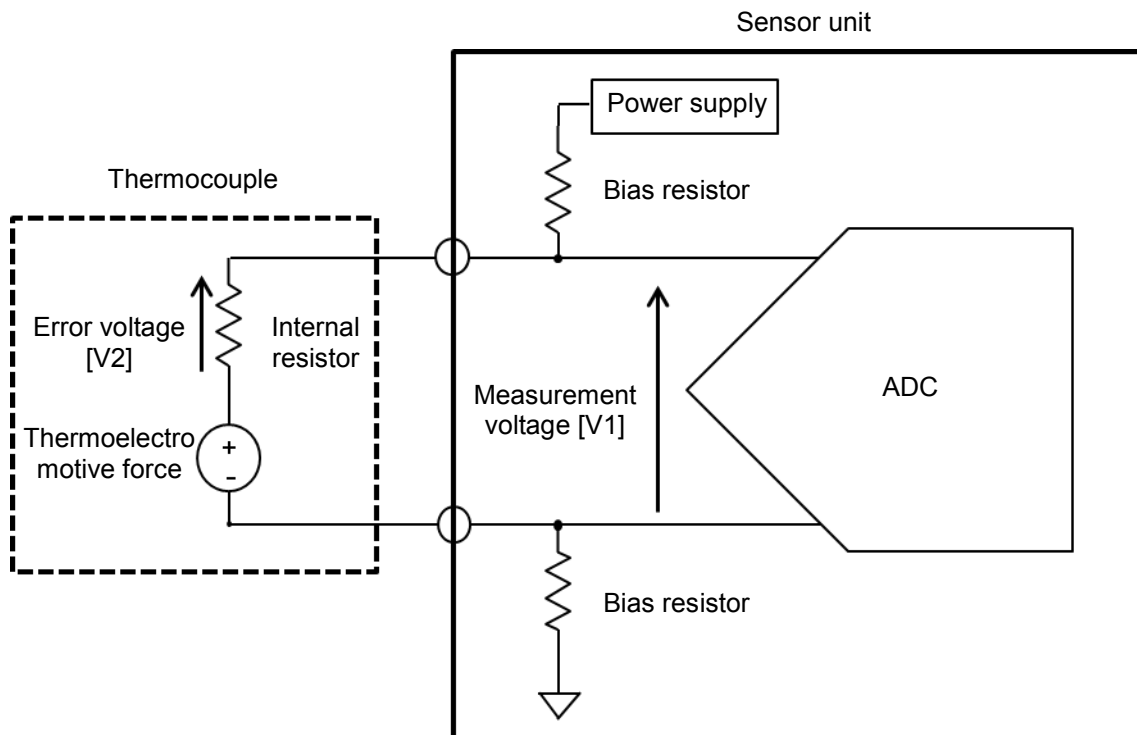 Sensor unit
Power supply
Bias resistor
Thermocouple
Error voltage
[V2]
Internal
resistor
Measurement
voltage [V1]
ADC
Thermoelectro
motive force
+
-
Bias resistor